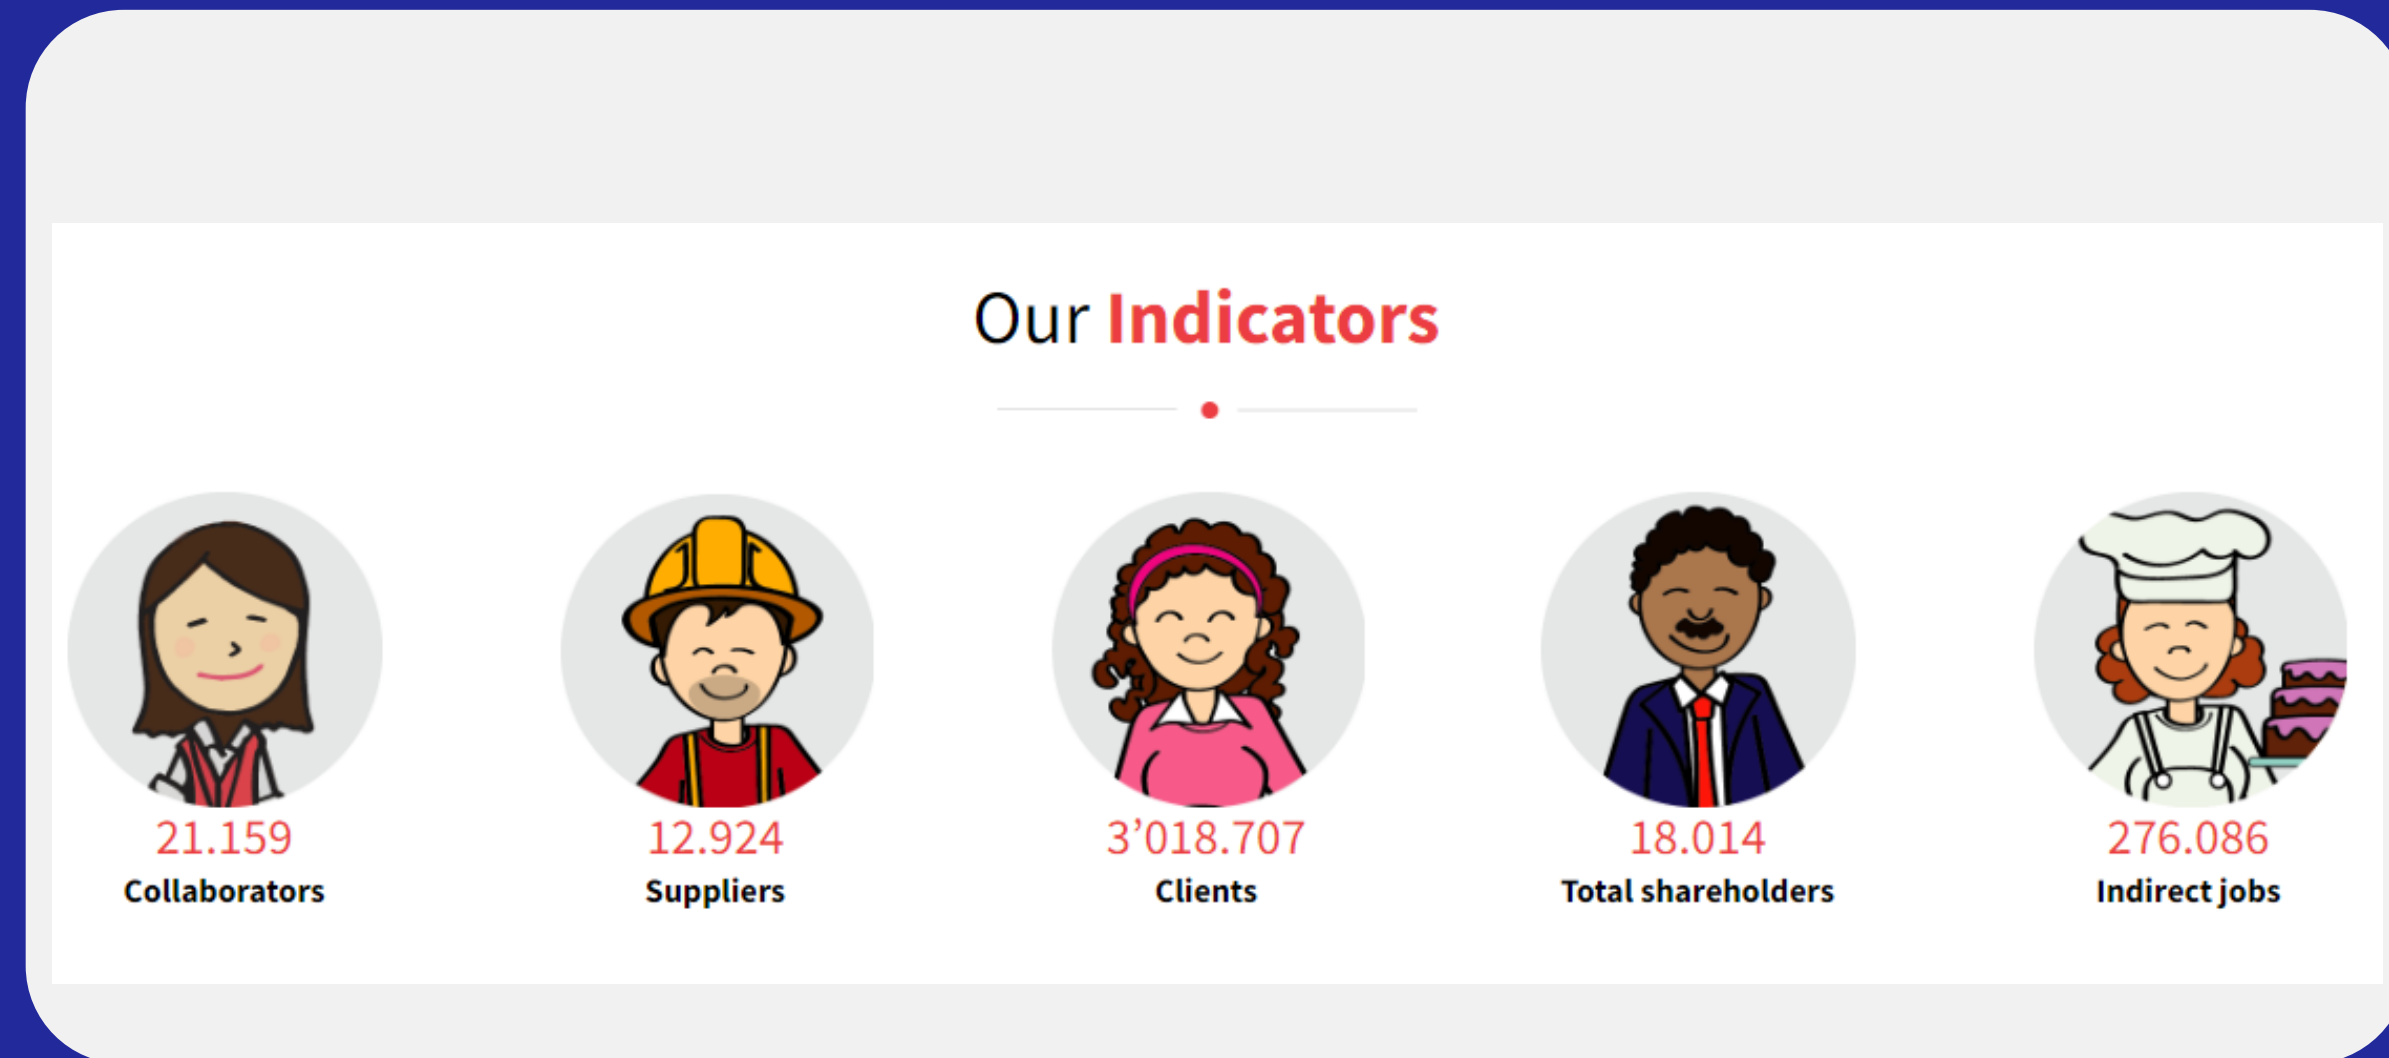 Our Indicators
21.159
Collaborators
12.924
Suppliers
3’018.707
Clients
18.014
Total shareholders
276.086
Indirect jobs